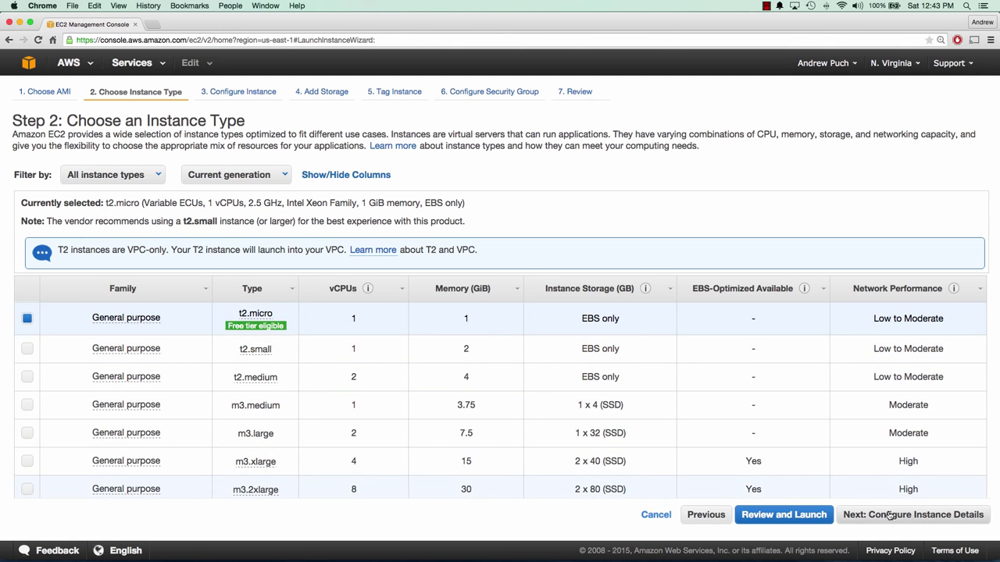 Chrome File Edit View History Bookmarks People Window Help 100% Sat 12:43 PM
EC2 Management Console Andrew
https://console.aws.amazon.com/ec2/v2/home?region=us-east-1#LaunchInstanceWizard:
AWS Services Edit Andrew Puch N. Virginia Support
1. Choose AMI 2. Choose Instance Type 3. Configure Instance 4. Add Storage 5. Tag Instance 6. Configure Security Group 7. Review
Step 2: Choose an Instance Type
Amazon EC2 provides a wide selection of instance types optimized to fit different use cases. Instances are virtual servers that can run applications. They have varying combinations of CPU, memory, storage, and networking capacity, and
give you the flexibility to choose the appropriate mix of resources for your applications. Learn more about instance types and how they can meet your computing needs.
Filter by: All instance types Current generation Show/Hide Columns
Currently selected: t2.micro (Variable ECUs, 1 vCPUs, 2.5 GHz, Intel Xeon Family, 1 GiB memory, EBS only)
Note: The vendor recommends using a t2.small instance (or larger) for the best experience with this product.
T2 instances are VPC-only. Your T2 instance will launch into your VPC. Learn more about T2 and VPC.
Family Type vCPUs Memory (GiB) Instance Storage (GB) EBS-Optimized Available Network Performance
General purpose t2.micro 1 1 EBS only - Low to Moderate
Free tier eligible
General purpose t2.small 1 2 EBS only - Low to Moderate
General purpose t2.medium 2 4 EBS only - Low to Moderate
General purpose m3.medium 1 3.75 1 x 4 (SSD) - Moderate
General purpose m3.large 2 7.5 1 x 32 (SSD) - Moderate
General purpose m3.xlarge 4 15 2 x 40 (SSD) Yes High
General purpose m3.2xlarge 8 30 2 x 80 (SSD) Yes High
Cancel Previous Review and Launch Next: Configure Instance Details
Feedback English © 2008 - 2015, Amazon Web Services, Inc. or its affiliates. All rights reserved. Privacy Policy Terms of Use